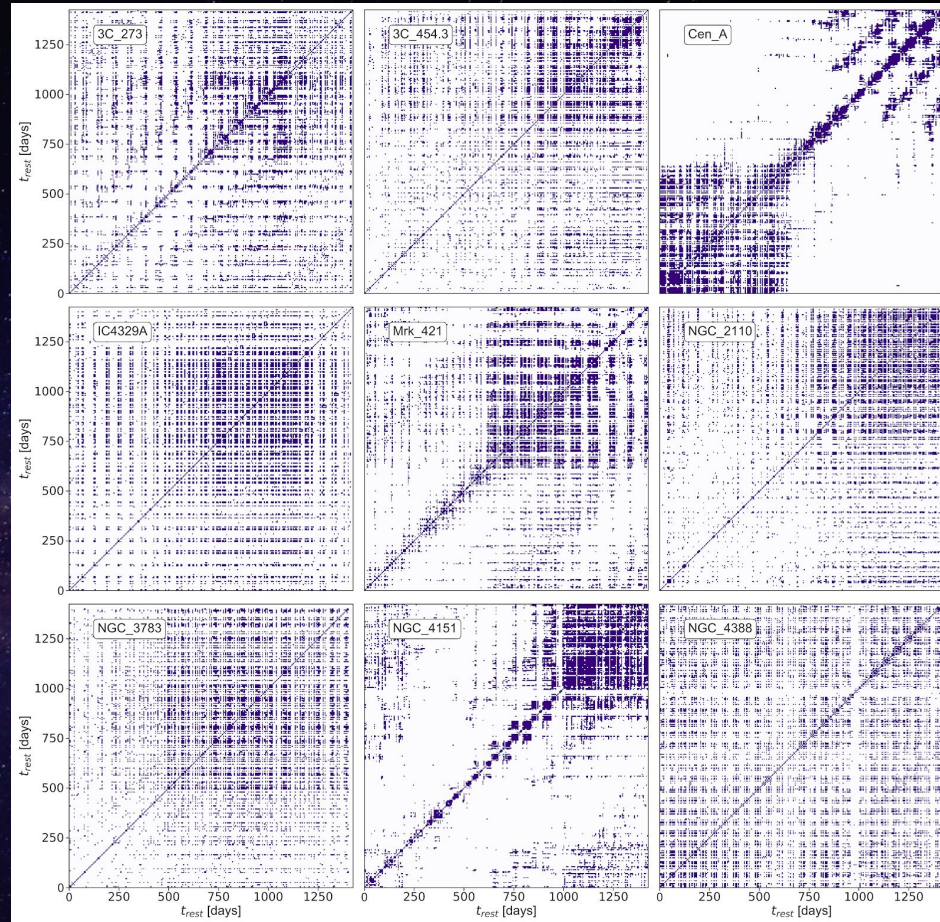 3C_273
3C_454.3
Cen_A
1250
1000
750
500
250
0
t_rest [days]
IC4329A
Mrk_421
NGC_2110
1250
1000
750
500
250
0
t_rest [days]
NGC_3783
NGC_4151
NGC_4388
1250
1000
750
500
250
0
t_rest [days]
0 250 500 750 1000 1250
0 250 500 750 1000 1250
0 250 500 750 1000 1250
t_rest [days]
t_rest [days]
t_rest [days]